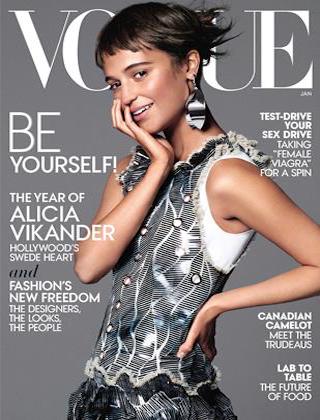 VOGUE
JAN
BE
YOURSELF!
THE YEAR OF
ALICIA
VIKANDER
HOLLYWOOD'S
SWEDE HEART
and
FASHION'S
NEW FREEDOM
THE DESIGNERS,
THE LOOKS,
THE PEOPLE
TEST-DRIVE
YOUR
SEX DRIVE
TAKING
"FEMALE
VIAGRA"
FOR A SPIN
CANADIAN
CAMELOT
MEET THE
TRUDEAUS
LAB TO
TABLE
THE FUTURE
OF FOOD